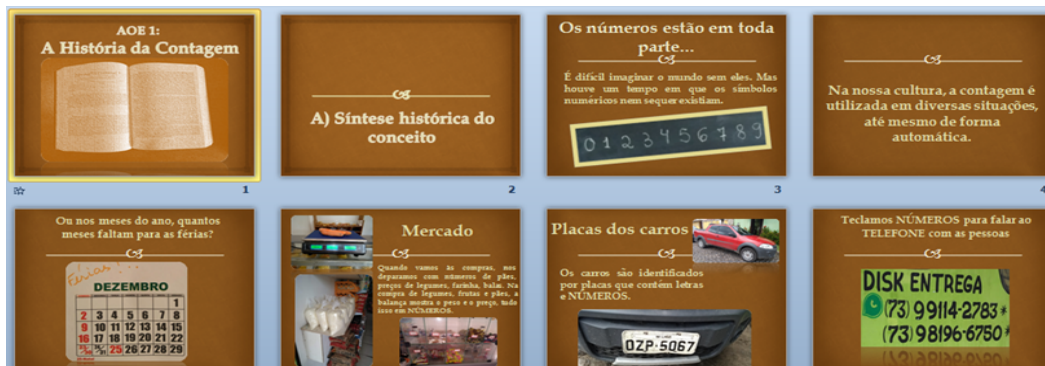 AOE 1:
A História da Contagem
1
A) Síntese histórica do
conceito
2
Os números estão em toda
parte...
É difícil imaginar o mundo sem eles. Mas
houve um tempo em que os símbolos
numéricos nem sequer existiam.
0 1 2 3 4 5 6 7 8 9
3
Na nossa cultura, a contagem é
utilizada em diversas situações,
até mesmo de forma
automática.
4
Ou nos meses do ano, quantos
meses faltam para as férias?
Férias!...
DEZEMBRO
1
2 3 4 5 6 7 8
9 10 11 12 13 14 15
16 17 18 19 20 21 22
25 26 27 28 29
Mercado
Quando vamos às compras, nos
deparamos com números de pães,
preços de legumes, farinha, balas. Na
compra de legumes, frutas e pães, a
balança mostra o peso e o preço, tudo
isso em NÚMEROS.
Placas dos carros
Os carros são identificados
por placas que contém letras
e NÚMEROS.
OZP-5067
Teclamos NÚMEROS para falar ao
TELEFONE com as pessoas
DISK ENTREGA
(73) 99114-2783*
(73) 98196-6750*